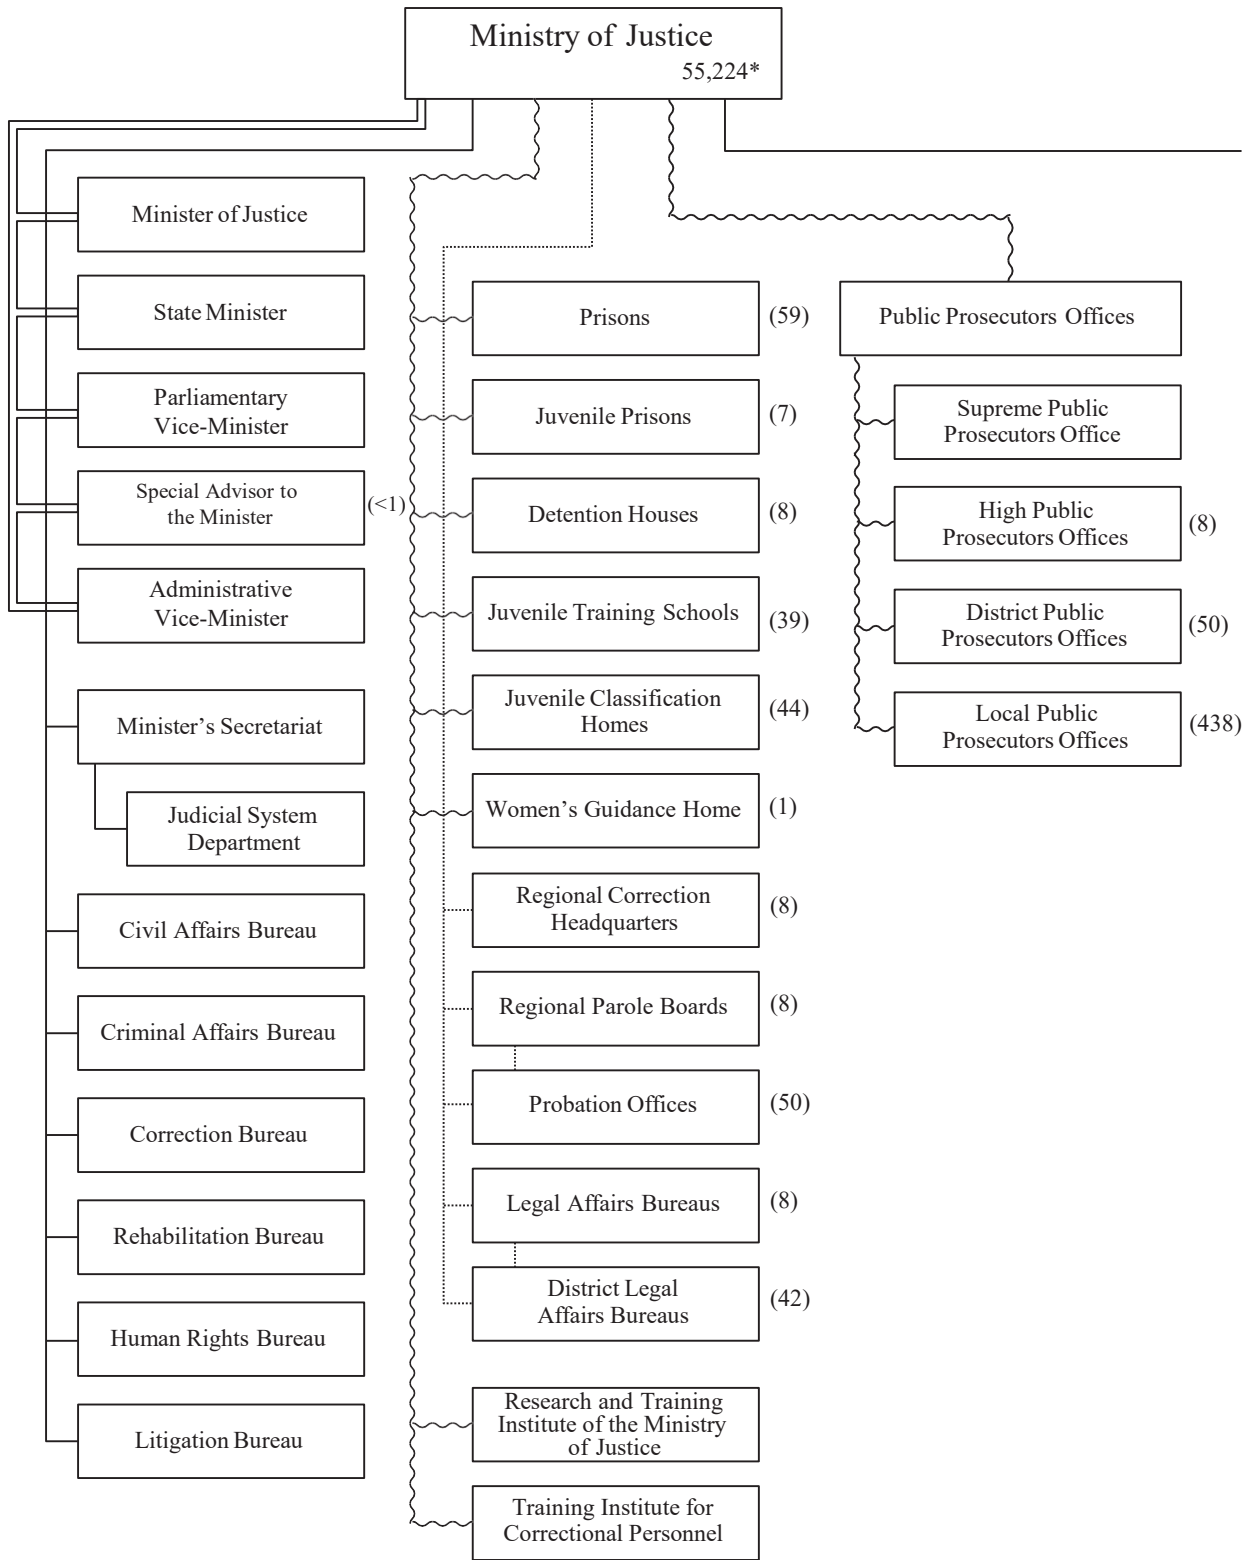 Ministry of Justice
55,224*
Minister of Justice
State Minister
Parliamentary
Vice-Minister
Special Advisor to
the Minister
(<1)
Administrative
Vice-Minister
Minister’s Secretariat
Judicial System
Department
Civil Affairs Bureau
Criminal Affairs Bureau
Correction Bureau
Rehabilitation Bureau
Human Rights Bureau
Litigation Bureau
Prisons
(59)
Juvenile Prisons
(7)
Detention Houses
(8)
Juvenile Training Schools
(39)
Juvenile Classification
Homes
(44)
Women’s Guidance Home
(1)
Regional Correction
Headquarters
(8)
Regional Parole Boards
(8)
Probation Offices
(50)
Legal Affairs Bureaus
(8)
District Legal
Affairs Bureaus
(42)
Research and Training
Institute of the Ministry
of Justice
Training Institute for
Correctional Personnel
Public Prosecutors Offices
Supreme Public
Prosecutors Office
High Public
Prosecutors Offices
(8)
District Public
Prosecutors Offices
(50)
Local Public
Prosecutors Offices
(438)